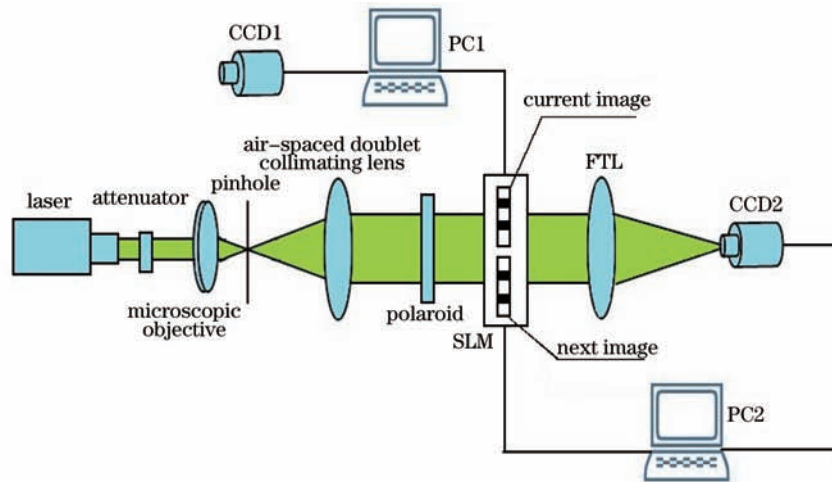 CCD1
PC1
current image
air-spaced doublet
collimating lens
FTL
pinhole
attenuator
laser
CCD2
microscopic
objective
polaroid
SLM
next image
PC2